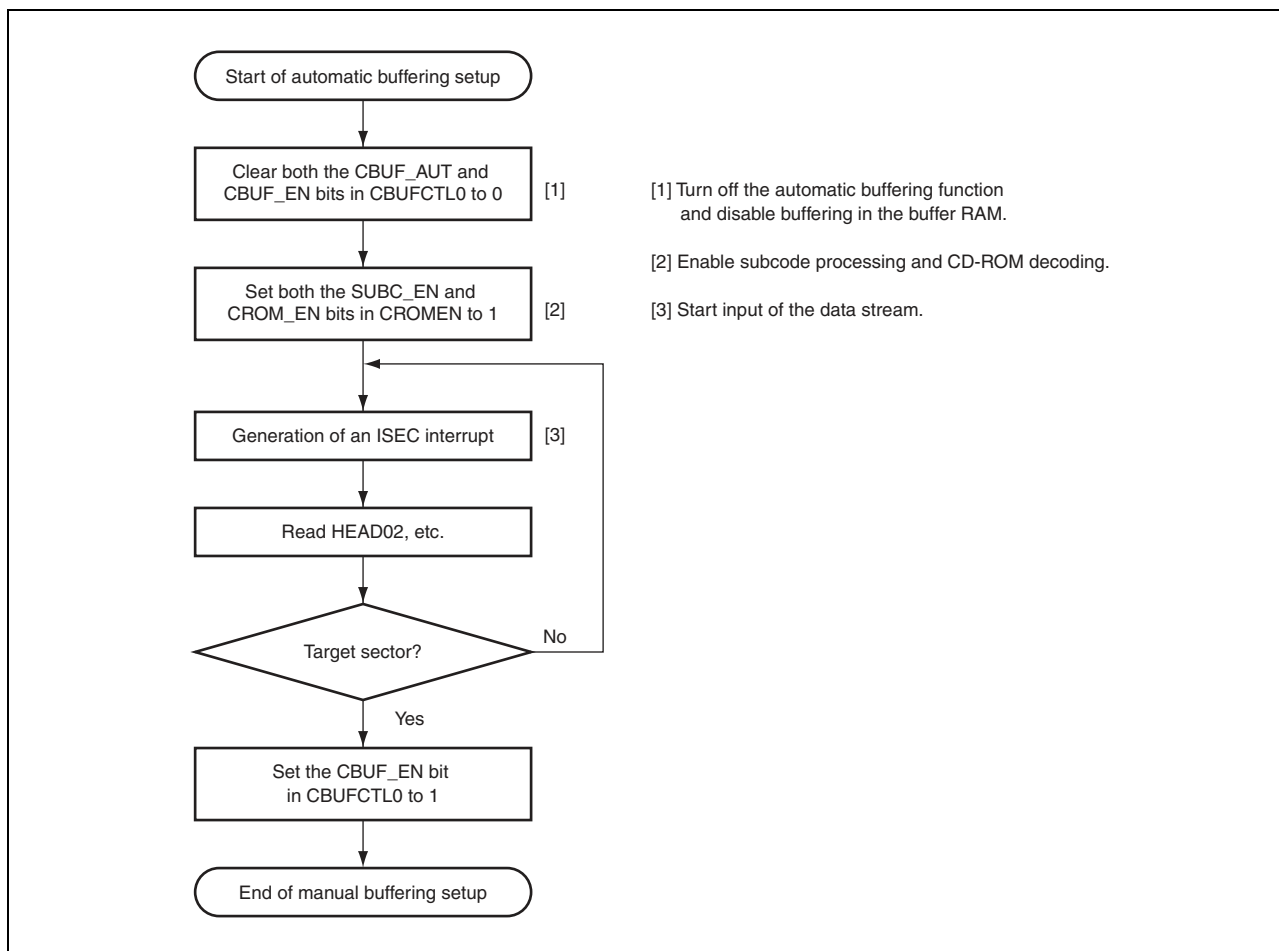 Start of automatic buffering setup
Clear both the CBUF_AUT and
CBUF_EN bits in CBUFCTL0 to 0
[1]
[1] Turn off the automatic buffering function
and disable buffering in the buffer RAM.
[2] Enable subcode processing and CD-ROM decoding.
Set both the SUBC_EN and
CROM_EN bits in CROMEN to 1
[2]
[3] Start input of the data stream.
Generation of an ISEC interrupt
[3]
Read HEAD02, etc.
Target sector?
No
Yes
Set the CBUF_EN bit
in CBUFCTL0 to 1
End of manual buffering setup